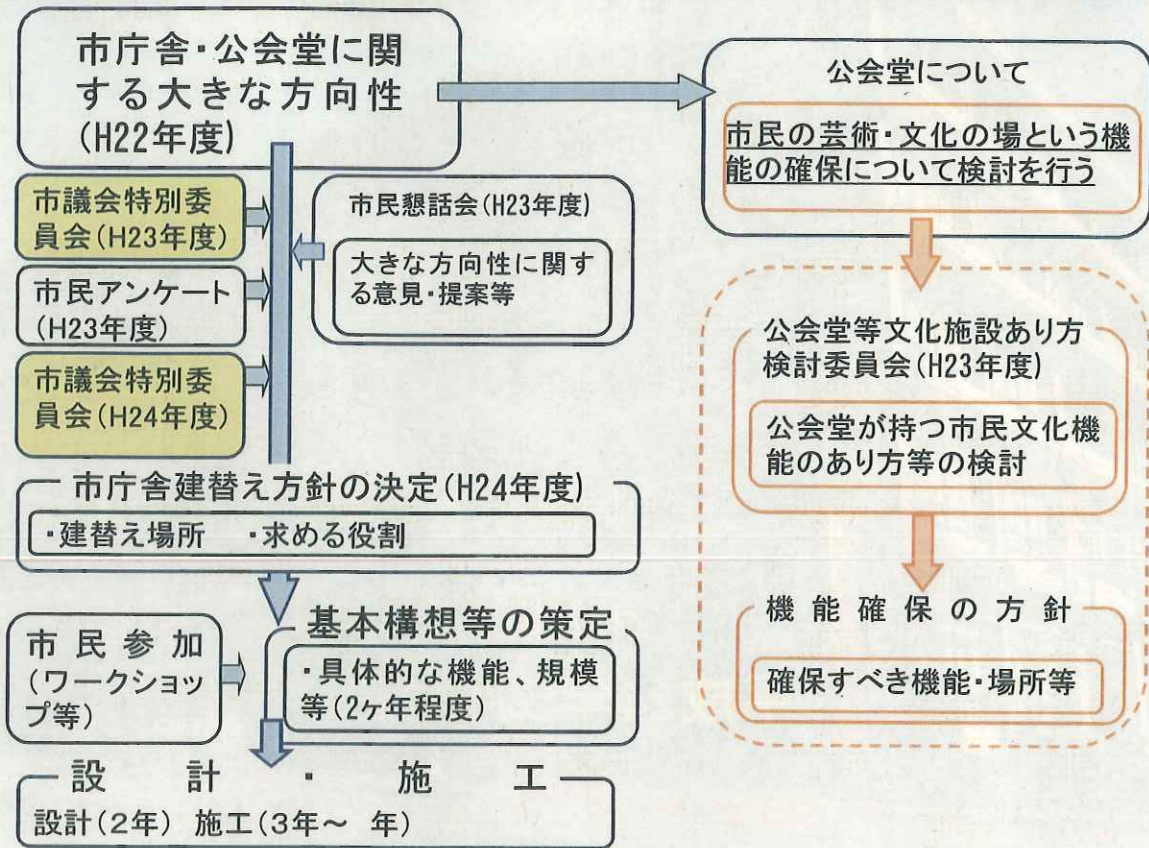 市庁舎・公会堂に関
する大きな方向性
(H22年度)
公会堂について
市民の芸術・文化の場という機
能の確保について検討を行う
市議会特別委
員会(H23年度)
市民懇話会(H23年度)
大きな方向性に関す
る意見・提案等
市民アンケート
(H23年度)
市議会特別委
員会(H24年度)
公会堂等文化施設あり方
検討委員会(H23年度)
公会堂が持つ市民文化機
能のあり方等の検討
市庁舎建替え方針の決定(H24年度)
・建替え場所 ・求める役割
機能確保の方針
確保すべき機能・場所等
市民参加
(ワークショッ
プ等)
基本構想等の策定
・具体的な機能、規模
等(2ヶ年程度)
設計・施工
設計(2年) 施工(3年～ 年)